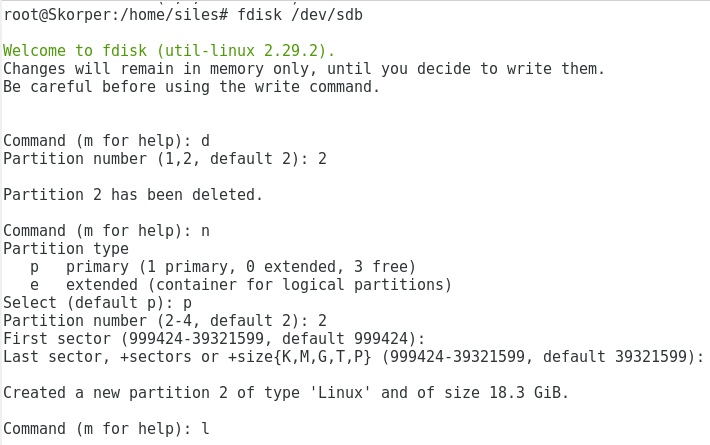 root@Skorper:/home/siles# fdisk /dev/sdb
Welcome to fdisk (util-linux 2.29.2).
Changes will remain in memory only, until you decide to write them.
Be careful before using the write command.
Command (m for help): d
Partition number (1,2, default 2): 2
Partition 2 has been deleted.
Command (m for help): n
Partition type
   p   primary (1 primary, 0 extended, 3 free)
   e   extended (container for logical partitions)
Select (default p): p
Partition number (2-4, default 2): 2
First sector (999424-39321599, default 999424):
Last sector, +sectors or +size{K,M,G,T,P} (999424-39321599, default 39321599):
Created a new partition 2 of type 'Linux' and of size 18.3 GiB.
Command (m for help): l